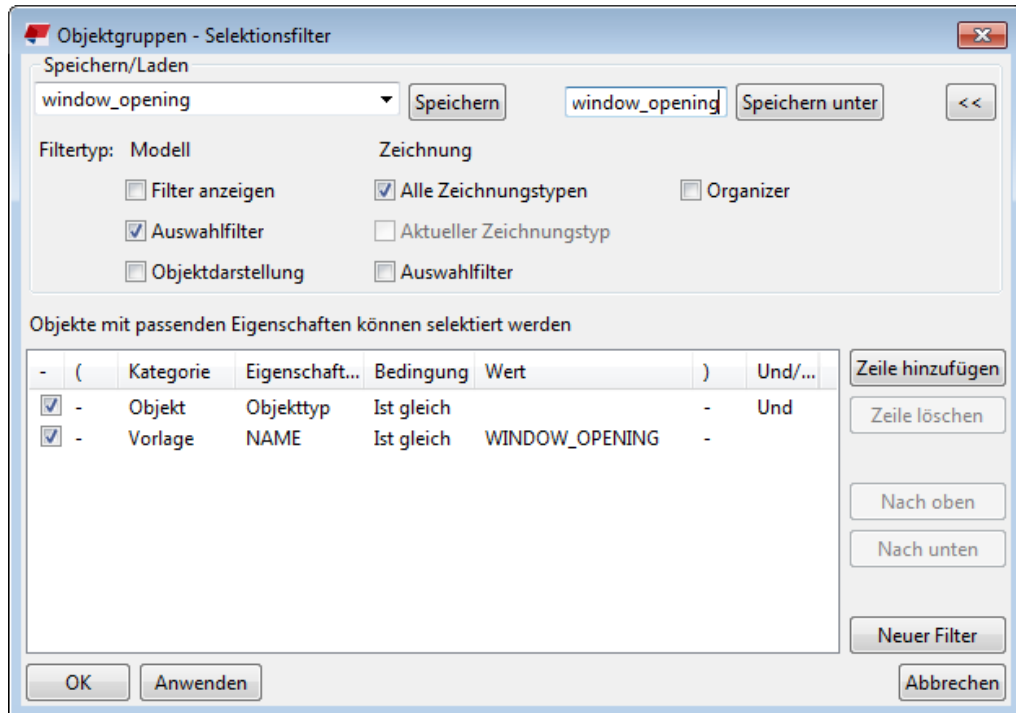 Objektgruppen - Selektionsfilter
Speichern/Laden
window_opening Speichern window_opening Speichern unter <<
Filtertyp: Modell Zeichnung
Filter anzeigen Alle Zeichnungstypen Organizer
Auswahlfilter Aktueller Zeichnungstyp
Objektdarstellung Auswahlfilter
Objekte mit passenden Eigenschaften können selektiert werden
- ( Kategorie Eigenschaft... Bedingung Wert ) Und/... Zeile hinzufügen
- Objekt Objekttyp Ist gleich - Und Zeile löschen
- Vorlage NAME Ist gleich WINDOW_OPENING -
Nach oben
Nach unten
Neuer Filter
OK Anwenden Abbrechen